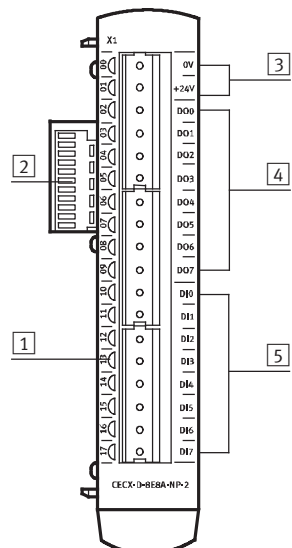 X1
00 0V
01 +24V
02 DO0
03 DO1
04 DO2
05 DO3
06 DO4
07 DO5
08 DO6
09 DO7
10 DI0
11 DI1
12 DI2
13 DI3
14 DI4
15 DI5
16 DI6
17 DI7
CECX-D-8E8A-NP-2
1
2
3
4
5